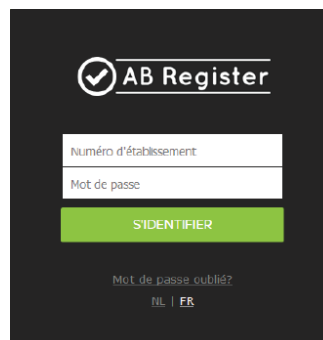 AB Register
Numéro d'établissement
Mot de passe
S'IDENTIFIER
Mot de passe oublié?
NL | FR